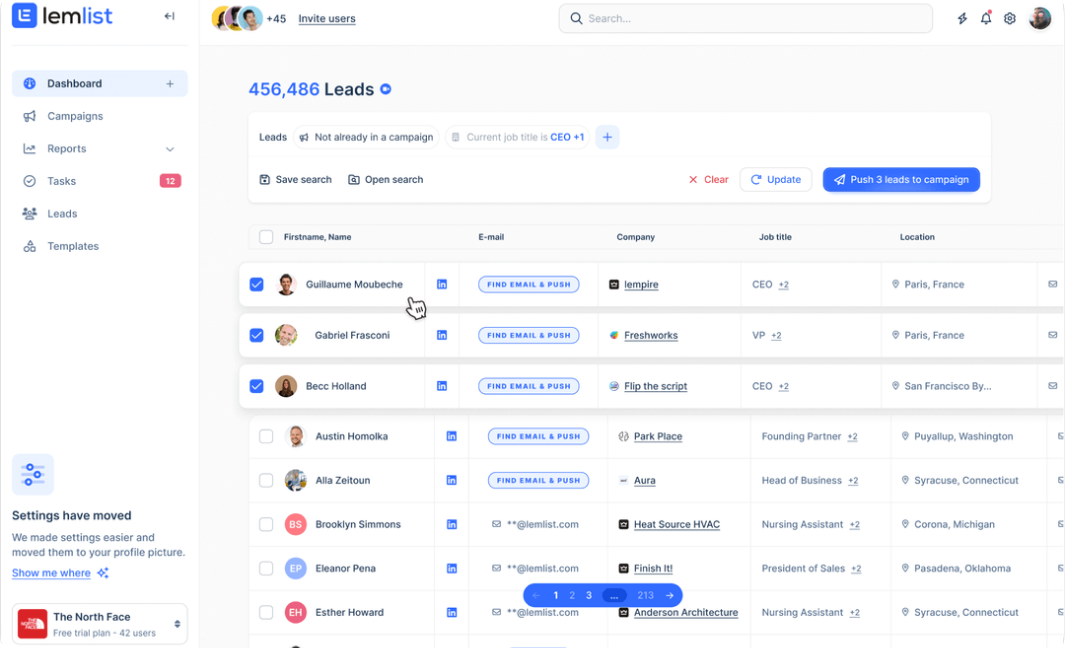 lemlist
+45 Invite users
Search...
Dashboard
Campaigns
Reports
Tasks 12
Leads
Templates
Settings have moved
We made settings easier and
moved them to your profile picture.
Show me where
The North Face
Free trial plan - 42 users
456,486 Leads
Leads Not already in a campaign Current job title is CEO +1
Save search Open search Clear Update Push 3 leads to campaign
Firstname, Name E-mail Company Job title Location
Guillaume Moubeche in FIND EMAIL & PUSH lempire CEO +2 Paris, France
Gabriel Frasconi in FIND EMAIL & PUSH Freshworks VP +2 Paris, France
Becc Holland in FIND EMAIL & PUSH Flip the script CEO +2 San Francisco By...
Austin Homolka in FIND EMAIL & PUSH Park Place Founding Partner +2 Puyallup, Washington
Alla Zeitoun in FIND EMAIL & PUSH Aura Head of Business +2 Syracuse, Connecticut
BS Brooklyn Simmons in **@lemlist.com Heat Source HVAC Nursing Assistant +2 Corona, Michigan
EP Eleanor Pena in **@lemlist.com Finish It! President of Sales +2 Pasadena, Oklahoma
1 2 3 ... 213
EH Esther Howard in **@lemlist.com Anderson Architecture Nursing Assistant +2 Syracuse, Connecticut